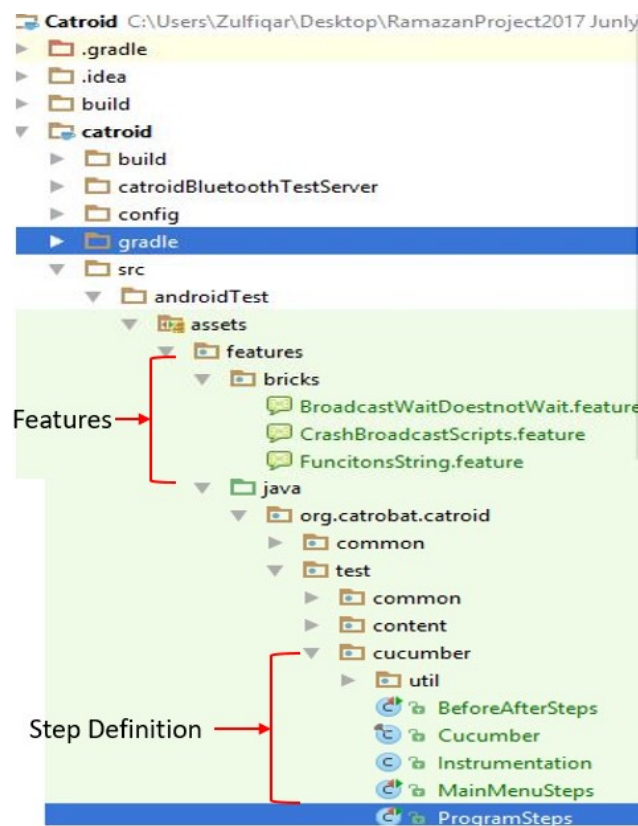 Catroid C:\Users\Zulfiqar\Desktop\RamazanProject2017 Junly
.gradle
.idea
build
catroid
build
catroidBluetoothTestServer
config
gradle
src
androidTest
assets
features
bricks
BroadcastWaitDoestnotWait.feature
Features
CrashBroadcastScripts.feature
FuncitonsString.feature
java
org.catrobat.catroid
common
test
common
content
cucumber
util
BeforeAfterSteps
Step Definition
Cucumber
Instrumentation
MainMenuSteps
ProgramSteps